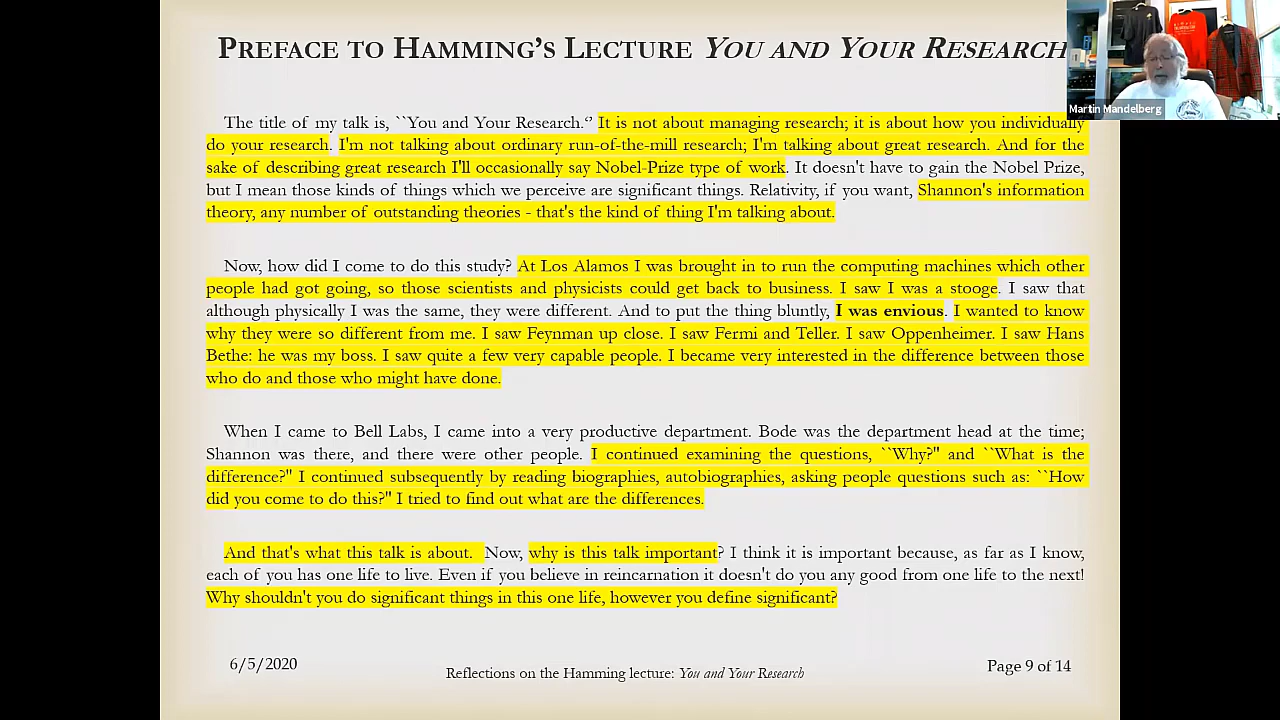 PREFACE TO HAMMING'S LECTURE YOU AND YOUR RESEARCH
Martin Mandelberg
The title of my talk is, ``You and Your Research.“ It is not about managing research; it is about how you individually
do your research. I'm not talking about ordinary run-of-the-mill research; I'm talking about great research. And for the
sake of describing great research I'll occasionally say Nobel-Prize type of work. It doesn't have to gain the Nobel Prize,
but I mean those kinds of things which we perceive are significant things. Relativity, if you want, Shannon's information
theory, any number of outstanding theories - that's the kind of thing I'm talking about.
Now, how did I come to do this study? At Los Alamos I was brought in to run the computing machines which other
people had got going, so those scientists and physicists could get back to business. I saw I was a stooge. I saw that
although physically I was the same, they were different. And to put the thing bluntly, I was envious. I wanted to know
why they were so different from me. I saw Feynman up close. I saw Fermi and Teller. I saw Oppenheimer. I saw Hans
Bethe: he was my boss. I saw quite a few very capable people. I became very interested in the difference between those
who do and those who might have done.
When I came to Bell Labs, I came into a very productive department. Bode was the department head at the time;
Shannon was there, and there were other people. I continued examining the questions, ``Why?'' and ``What is the
difference?'' I continued subsequently by reading biographies, autobiographies, asking people questions such as: ``How
did you come to do this?'' I tried to find out what are the differences.
And that's what this talk is about. Now, why is this talk important? I think it is important because, as far as I know,
each of you has one life to live. Even if you believe in reincarnation it doesn't do you any good from one life to the next!
Why shouldn't you do significant things in this one life, however you define significant?
6/5/2020
Reflections on the Hamming lecture: You and Your Research
Page 9 of 14